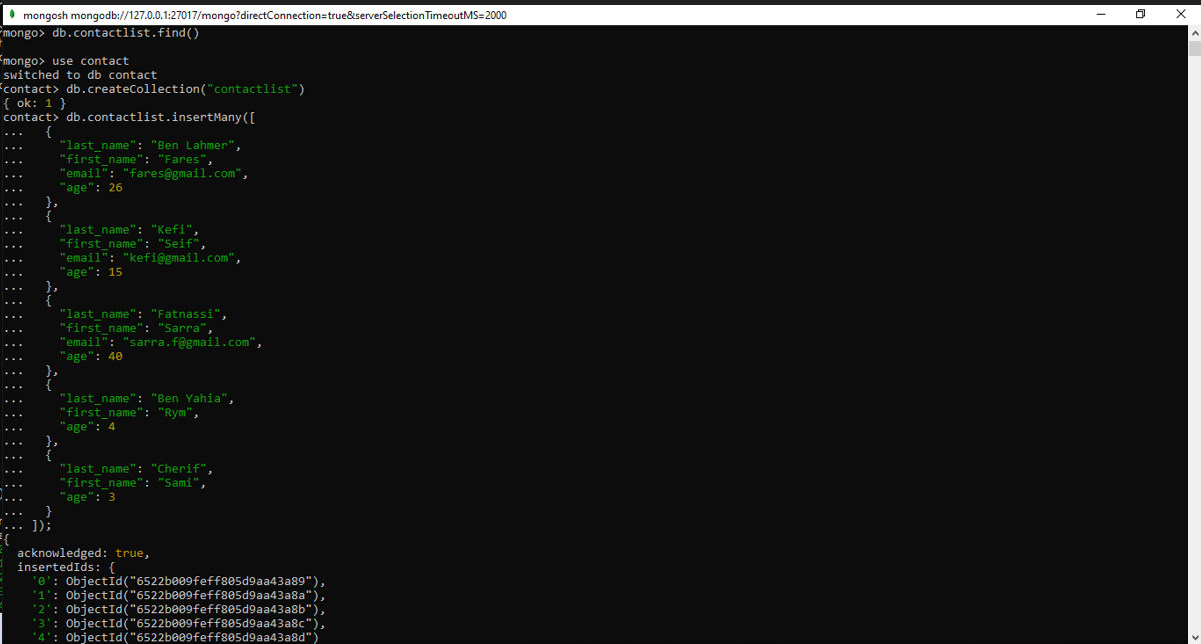 mongosh mongodb://127.0.0.1:27017/mongo?directConnection=true&serverSelectionTimeoutMS=2000
mongo> db.contactlist.find()
mongo> use contact
switched to db contact
contact> db.createCollection("contactlist")
{ ok: 1 }
contact> db.contactlist.insertMany([
...   {
...     "last_name": "Ben Lahmer",
...     "first_name": "Fares",
...     "email": "fares@gmail.com",
...     "age": 26
...   },
...   {
...     "last_name": "Kefi",
...     "first_name": "Seif",
...     "email": "kefi@gmail.com",
...     "age": 15
...   },
...   {
...     "last_name": "Fatnassi",
...     "first_name": "Sarra",
...     "email": "sarra.f@gmail.com",
...     "age": 40
...   },
...   {
...     "last_name": "Ben Yahia",
...     "first_name": "Rym",
...     "age": 4
...   },
...   {
...     "last_name": "Cherif",
...     "first_name": "Sami",
...     "age": 3
...   }
... ]);
{
  acknowledged: true,
  insertedIds: {
    '0': ObjectId("6522b009feff805d9aa43a89"),
    '1': ObjectId("6522b009feff805d9aa43a8a"),
    '2': ObjectId("6522b009feff805d9aa43a8b"),
    '3': ObjectId("6522b009feff805d9aa43a8c"),
    '4': ObjectId("6522b009feff805d9aa43a8d")